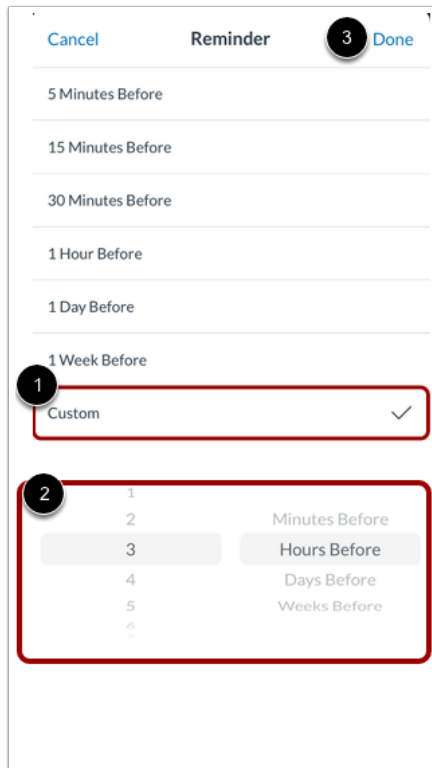 Cancel Reminder 3 Done
5 Minutes Before
15 Minutes Before
30 Minutes Before
1 Hour Before
1 Day Before
1 Week Before
1
Custom
2
1
2 Minutes Before
3 Hours Before
4 Days Before
5 Weeks Before
6